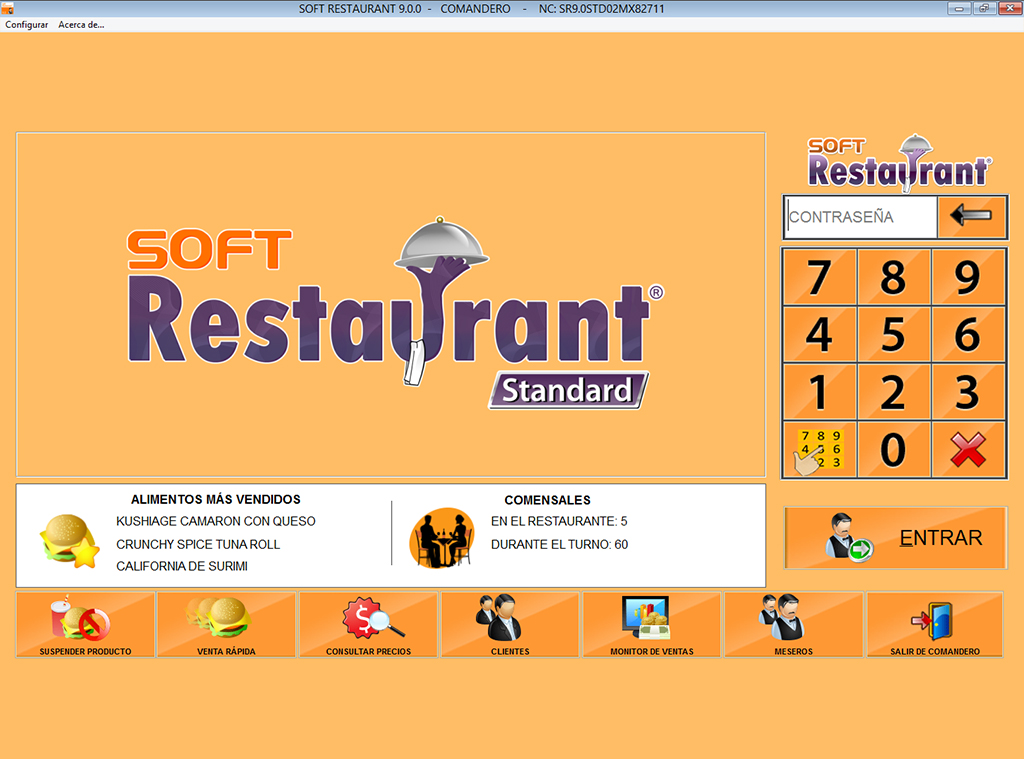 SOFT RESTAURANT 9.0.0 - COMANDERO - NC: SR9.0STD02MX82711
Configurar Acerca de...
SOFT
Restaurant®
Standard
SOFT
Restaurant®
CONTRASEÑA
7 8 9
4 5 6
1 2 3
7 8 9
4 5 6
2 3
0
ENTRAR
ALIMENTOS MÁS VENDIDOS
KUSHIAGE CAMARON CON QUESO
CRUNCHY SPICE TUNA ROLL
CALIFORNIA DE SURIMI
COMENSALES
EN EL RESTAURANTE: 5
DURANTE EL TURNO: 60
SUSPENDER PRODUCTO
VENTA RÁPIDA
CONSULTAR PRECIOS
CLIENTES
MONITOR DE VENTAS
MESEROS
SALIR DE COMANDERO